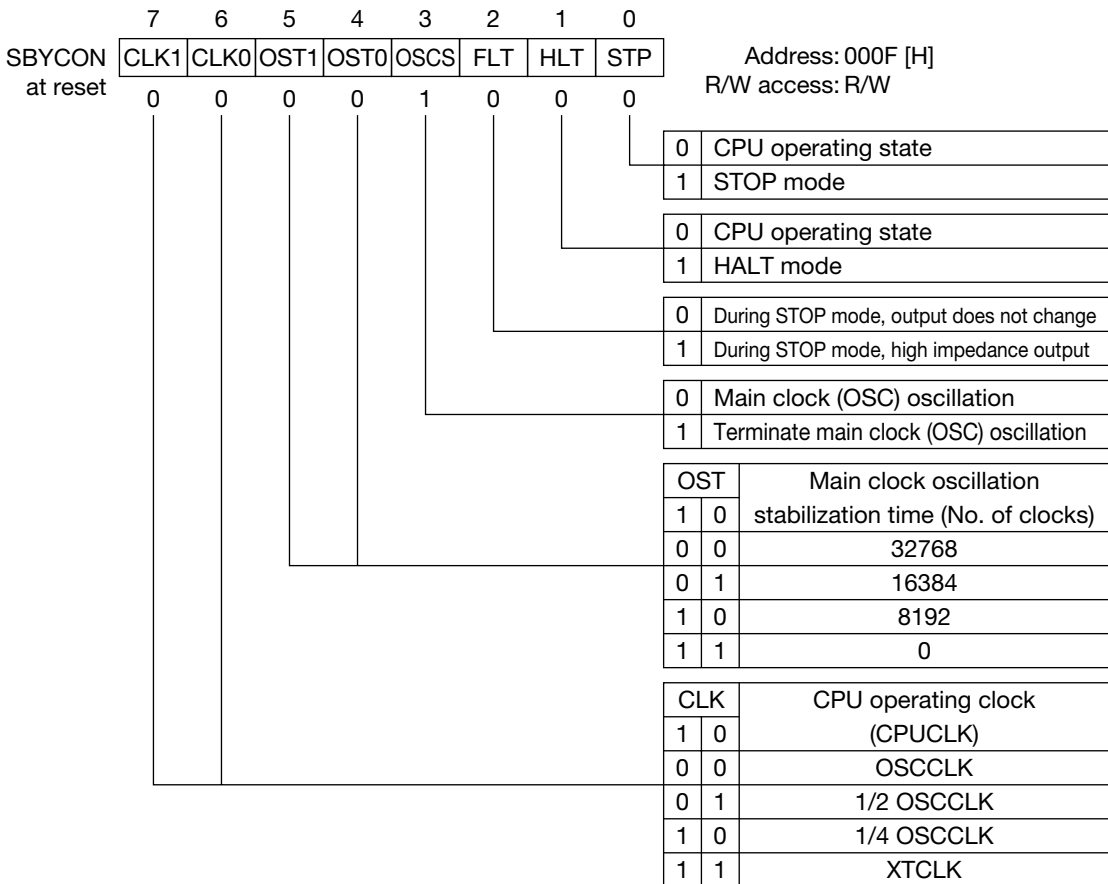 7 6 5 4 3 2 1 0
SBYCON CLK1 CLK0 OST1 OST0 OSCS FLT HLT STP Address: 000F [H]
at reset R/W access: R/W
0 0 0 0 1 0 0 0
0 CPU operating state
1 STOP mode
0 CPU operating state
1 HALT mode
0 During STOP mode, output does not change
1 During STOP mode, high impedance output
0 Main clock (OSC) oscillation
1 Terminate main clock (OSC) oscillation
OST Main clock oscillation
1 0 stabilization time (No. of clocks)
0 0 32768
0 1 16384
1 0 8192
1 1 0
CLK CPU operating clock
1 0 (CPUCLK)
0 0 OSCCLK
0 1 1/2 OSCCLK
1 0 1/4 OSCCLK
1 1 XTCLK